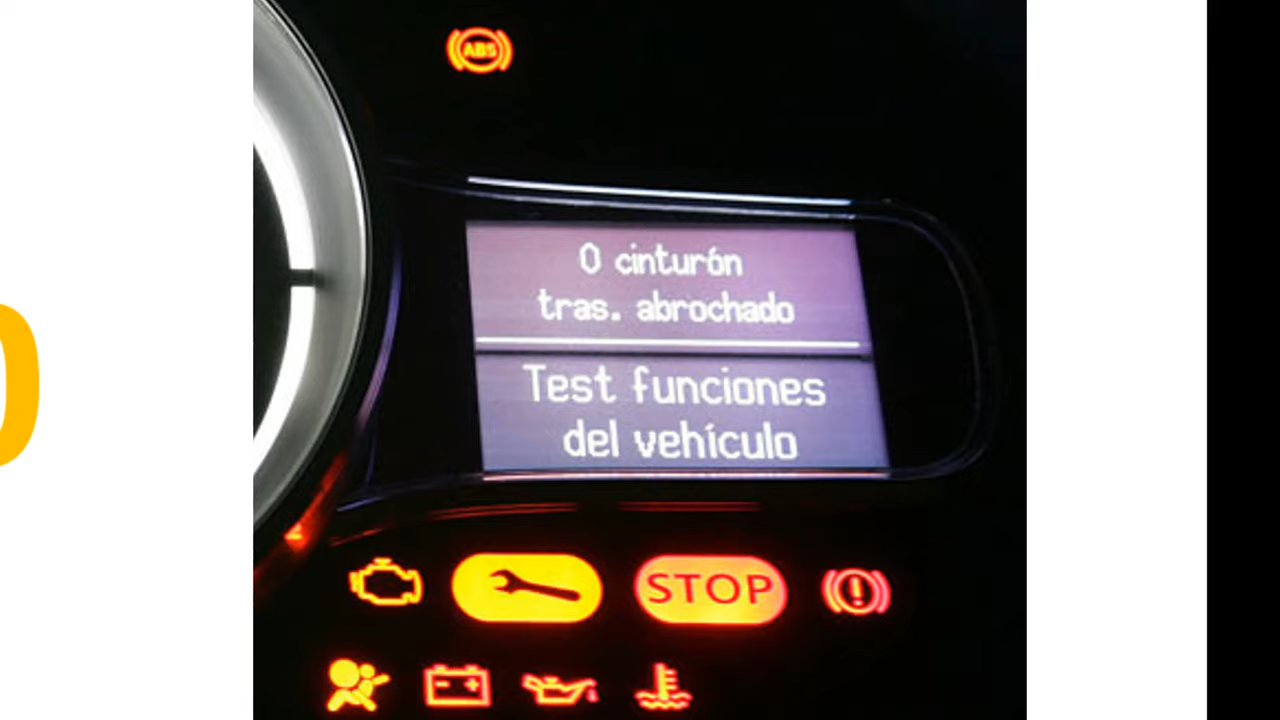 ABS
0 cinturón
tras. abrochado
Test funciones
del vehículo
STOP